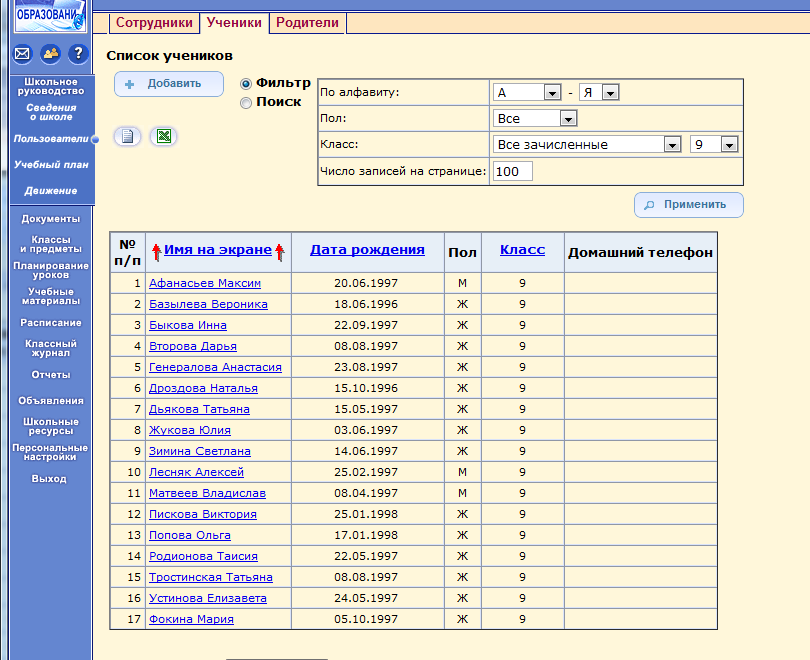 ОБРАЗОВАНИ
?
Школьное
руководство
Сведения
о школе
Пользователи
Учебный план
Движение
Документы
Классы
и предметы
Планирование
уроков
Учебные
материалы
Расписание
Классный
журнал
Отчеты
Объявления
Школьные
ресурсы
Персональные
настройки
Выход
Сотрудники Ученики Родители
Список учеников
+ Добавить
Фильтр
Поиск
По алфавиту: А - Я
Пол: Все
Класс: Все зачисленные 9
Число записей на странице: 100
Применить
№ п/п Имя на экране Дата рождения Пол Класс Домашний телефон
1 Афанасьев Максим 20.06.1997 М 9
2 Базылева Вероника 18.06.1996 Ж 9
3 Быкова Инна 22.09.1997 Ж 9
4 Второва Дарья 08.08.1997 Ж 9
5 Генералова Анастасия 23.08.1997 Ж 9
6 Дроздова Наталья 15.10.1996 Ж 9
7 Дьякова Татьяна 15.05.1997 Ж 9
8 Жукова Юлия 03.06.1997 Ж 9
9 Зимина Светлана 14.06.1997 Ж 9
10 Лесняк Алексей 25.02.1997 М 9
11 Матвеев Владислав 08.04.1997 М 9
12 Пискова Виктория 25.01.1998 Ж 9
13 Попова Ольга 17.01.1998 Ж 9
14 Родионова Таисия 22.05.1997 Ж 9
15 Тростинская Татьяна 08.08.1997 Ж 9
16 Устинова Елизавета 24.05.1997 Ж 9
17 Фокина Мария 05.10.1997 Ж 9